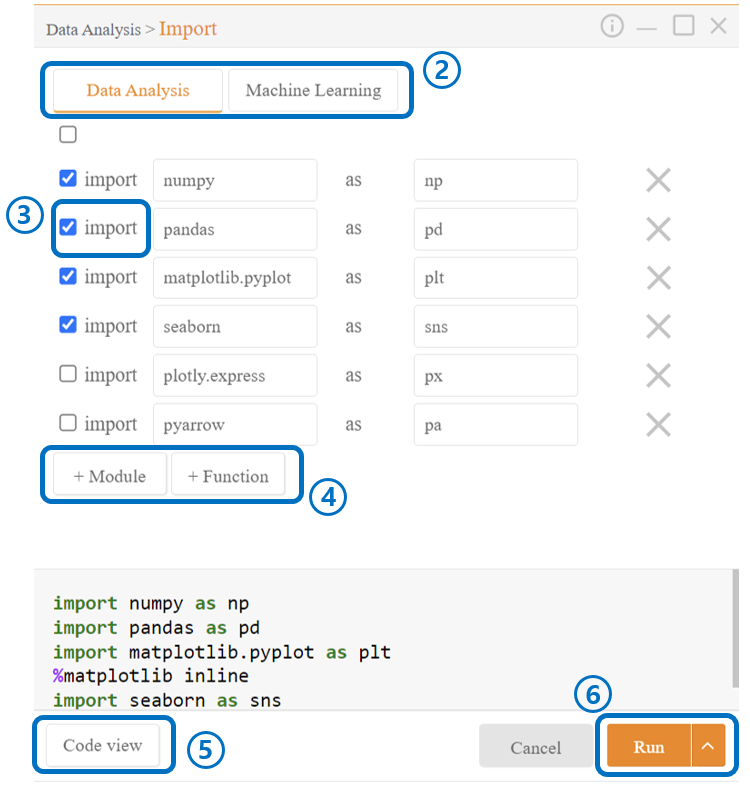 Data Analysis > Import
Data Analysis Machine Learning ②
import numpy as np
③ import pandas as pd
import matplotlib.pyplot as plt
import seaborn as sns
import plotly.express as px
import pyarrow as pa
+ Module + Function ④
import numpy as np
import pandas as pd
import matplotlib.pyplot as plt
%matplotlib inline
import seaborn as sns
⑥
Code view ⑤ Cancel Run